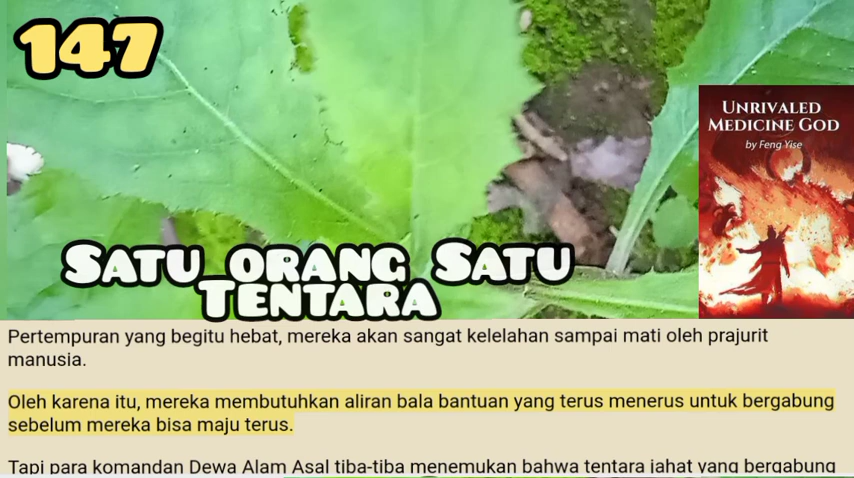 147
UNRIVALED
MEDICINE GOD
by Feng Yise
SATU ORANG SATU
TENTARA
Pertempuran yang begitu hebat, mereka akan sangat kelelahan sampai mati oleh prajurit
manusia.
Oleh karena itu, mereka membutuhkan aliran bala bantuan yang terus menerus untuk bergabung
sebelum mereka bisa maju terus.
Tapi para komandan Dewa Alam Asal tiba-tiba menemukan bahwa tentara jahat yang bergabung